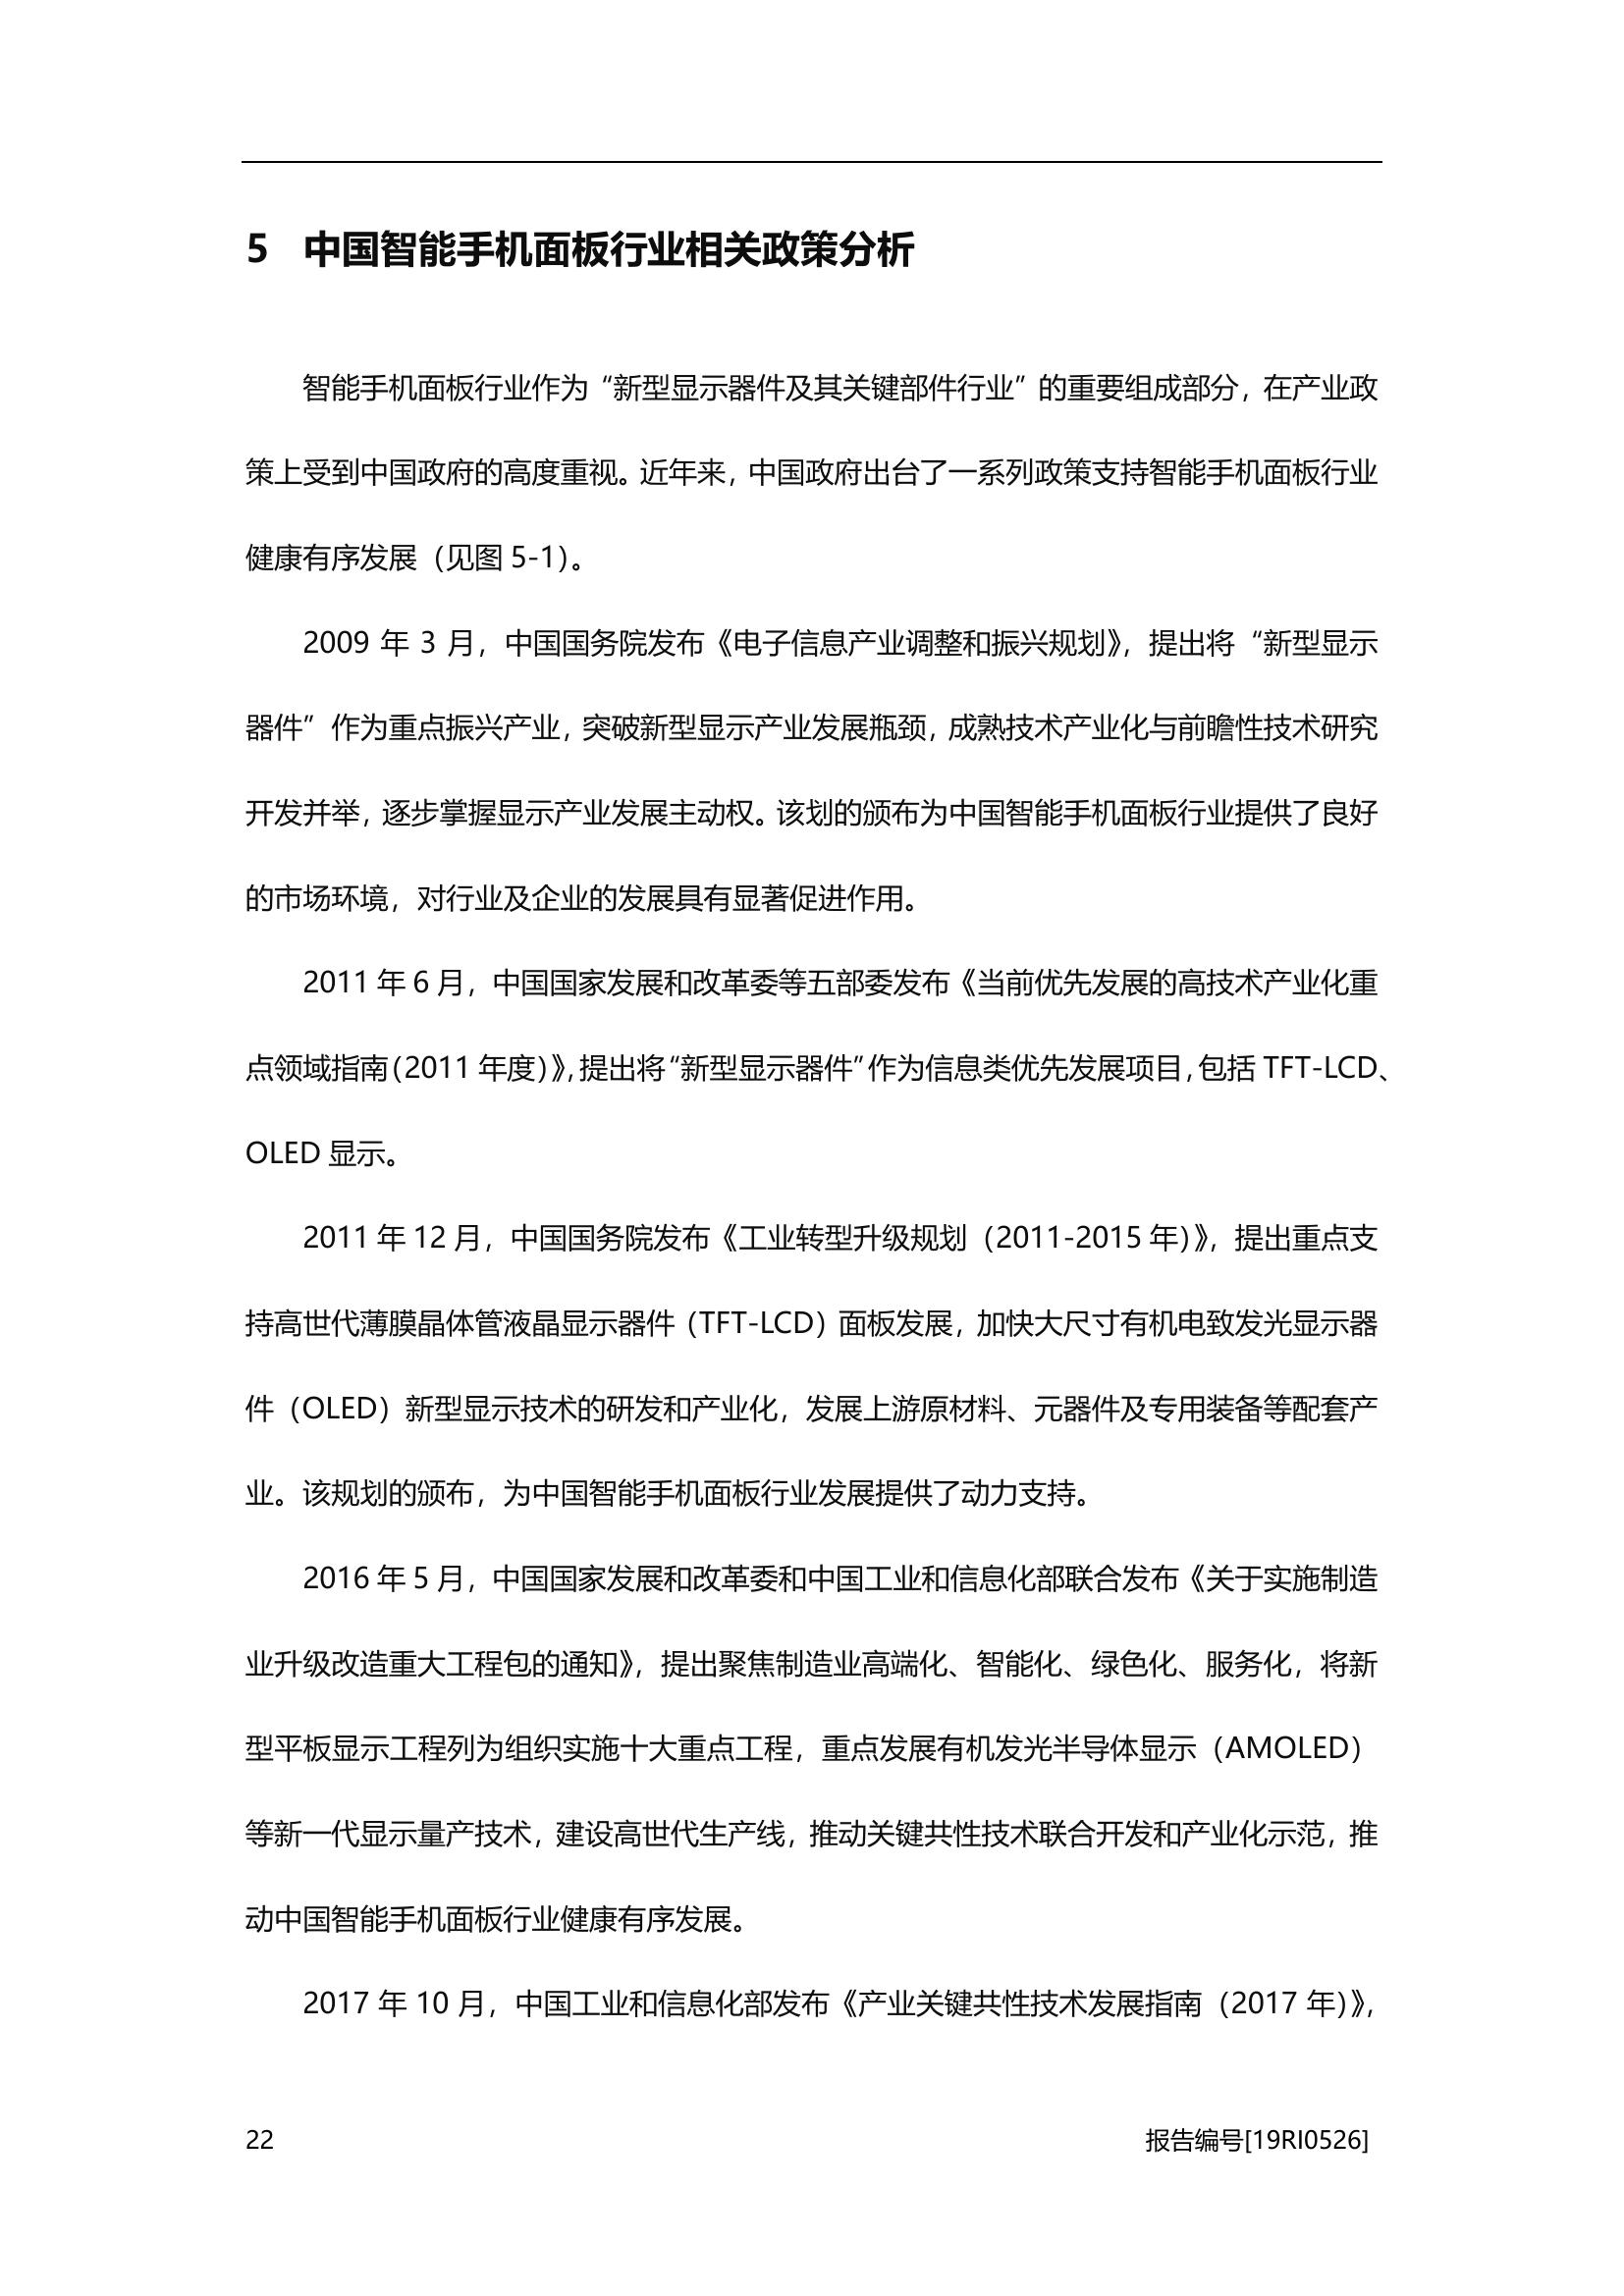 5 中国智能手机面板行业相关政策分析
智能手机面板行业作为“新型显示器件及其关键部件行业”的重要组成部分，在产业政
策上受到中国政府的高度重视。近年来，中国政府出台了一系列政策支持智能手机面板行业
健康有序发展（见图 5-1）。
2009 年 3 月，中国国务院发布《电子信息产业调整和振兴规划》，提出将“新型显示
器件”作为重点振兴产业，突破新型显示产业发展瓶颈，成熟技术产业化与前瞻性技术研究
开发并举，逐步掌握显示产业发展主动权。该划的颁布为中国智能手机面板行业提供了良好
的市场环境，对行业及企业的发展具有显著促进作用。
2011 年 6 月，中国国家发展和改革委等五部委发布《当前优先发展的高技术产业化重
点领域指南（2011 年度）》，提出将“新型显示器件”作为信息类优先发展项目，包括 TFT-LCD、
OLED 显示。
2011 年 12 月，中国国务院发布《工业转型升级规划（2011-2015 年）》，提出重点支
持高世代薄膜晶体管液晶显示器件（TFT-LCD）面板发展，加快大尺寸有机电致发光显示器
件（OLED）新型显示技术的研发和产业化，发展上游原材料、元器件及专用装备等配套产
业。该规划的颁布，为中国智能手机面板行业发展提供了动力支持。
2016 年 5 月，中国国家发展和改革委和中国工业和信息化部联合发布《关于实施制造
业升级改造重大工程包的通知》，提出聚焦制造业高端化、智能化、绿色化、服务化，将新
型平板显示工程列为组织实施十大重点工程，重点发展有机发光半导体显示（AMOLED）
等新一代显示量产技术，建设高世代生产线，推动关键共性技术联合开发和产业化示范，推
动中国智能手机面板行业健康有序发展。
2017 年 10 月，中国工业和信息化部发布《产业关键共性技术发展指南（2017 年）》，
22 报告编号[19RI0526]